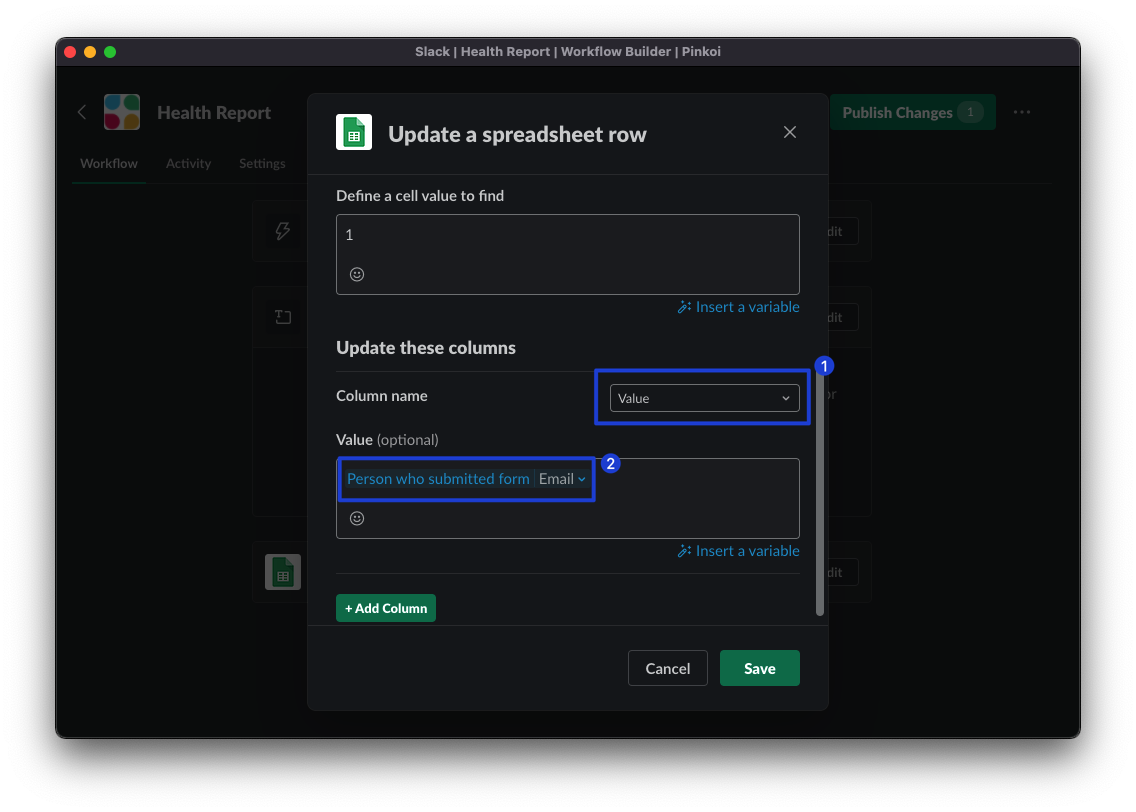 Slack | Health Report | Workflow Builder | Pinkoi
Health Report
Publish Changes 1
Workflow Activity Settings
Update a spreadsheet row
Define a cell value to find
1
Insert a variable
Update these columns
1
Column name
Value
Value (optional)
2
Person who submitted form Email
Insert a variable
+ Add Column
Cancel
Save